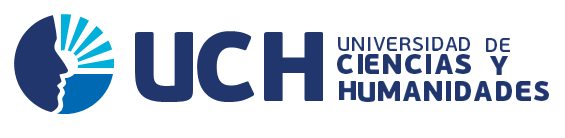 UCH
UNIVERSIDAD DE
CIENCIAS Y
HUMANIDADES